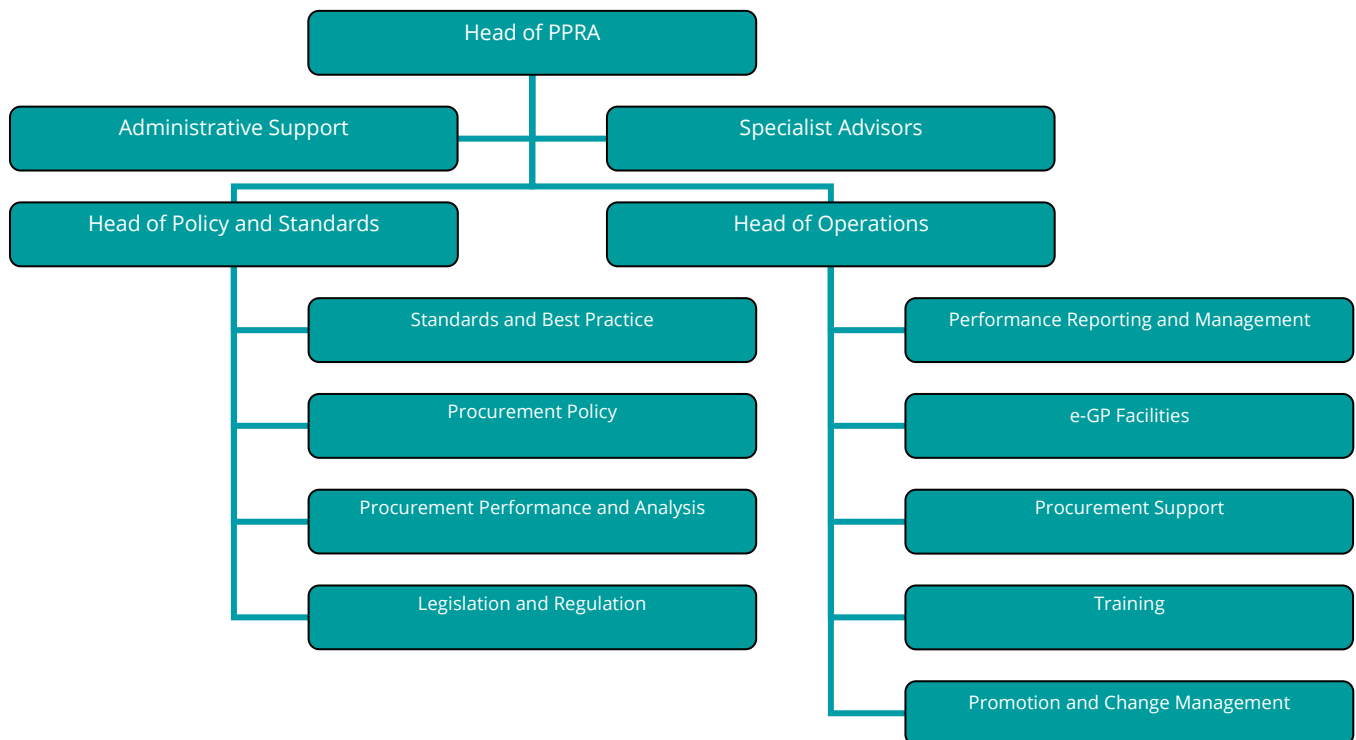 Head of PPRA
Administrative Support
Specialist Advisors
Head of Policy and Standards
Head of Operations
Standards and Best Practice
Performance Reporting and Management
Procurement Policy
e-GP Facilities
Procurement Performance and Analysis
Procurement Support
Legislation and Regulation
Training
Promotion and Change Management